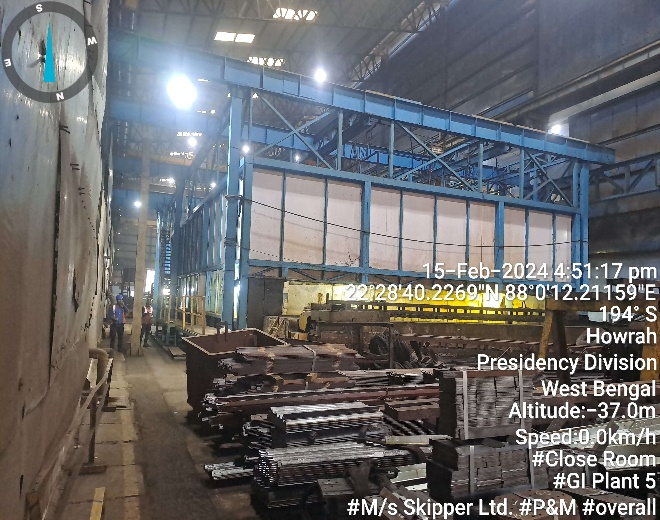 S
W
E
N
15-Feb-2024 4:51:17 pm
22°28'40.2269"N 88°0'12.21159"E
194° S
Howrah
Presidency Division
West Bengal
Altitude:-37.0m
Speed:0.0km/h
#Close Room
#GI Plant 5
#M/s Skipper Ltd. #P&M #overall